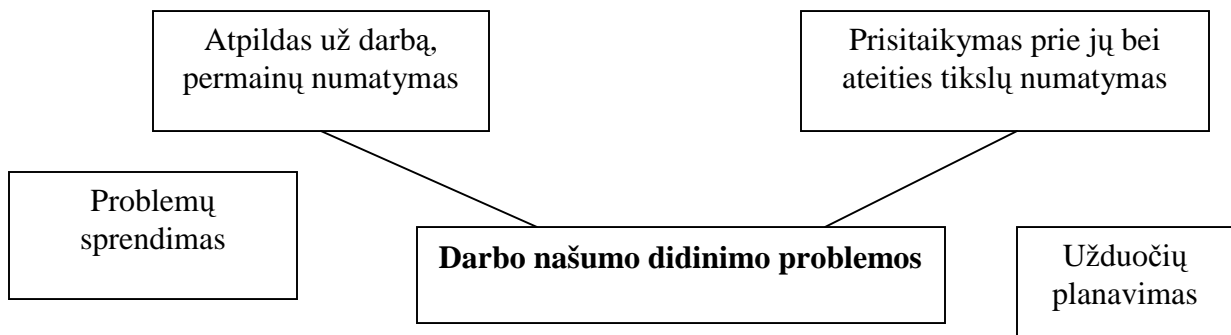 Atpildas už darbą,
permainų numatymas
Prisitaikymas prie jų bei
ateities tikslų numatymas
Problemų
sprendimas
Darbo našumo didinimo problemos
Užduočių
planavimas